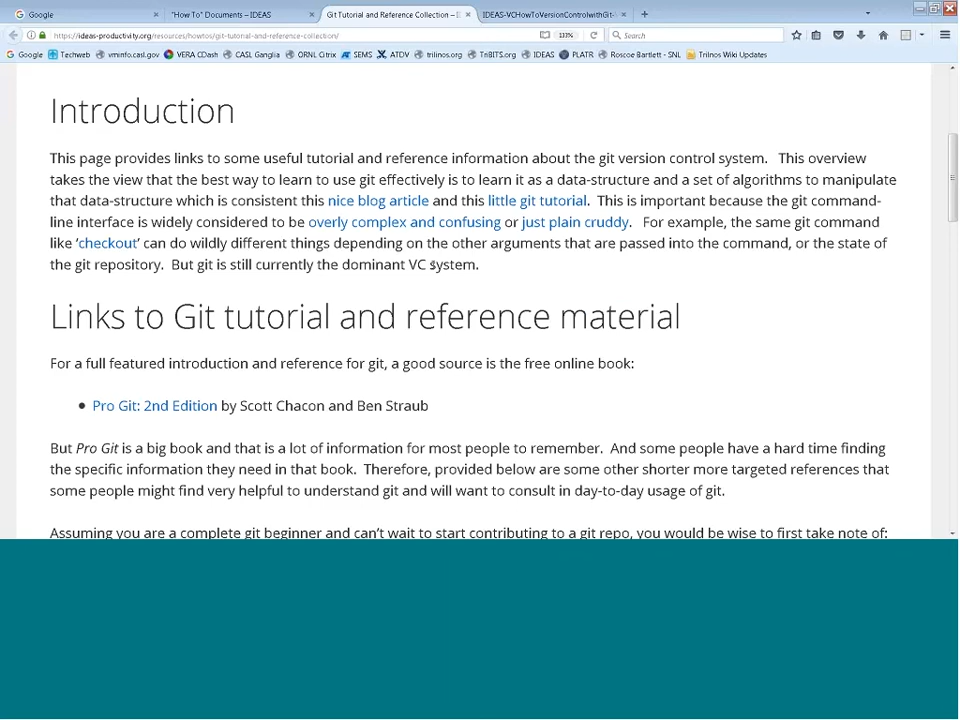 Google
"How To" Documents – IDEAS
Git Tutorial and Reference Collection – I
IDEAS-VCHowToVersionControlwithGit-
https://ideas-productivity.org/resources/howtos/git-tutorial-and-reference-collection/
133%
Search
Google Techweb vminfo.casl.gov VERA CDash CASL Ganglia ORNL Citrix SEMS ATDV trilinos.org TriBITS.org IDEAS PLATR Roscoe Bartlett - SNL Trilinos Wiki Updates
Introduction
This page provides links to some useful tutorial and reference information about the git version control system. This overview
takes the view that the best way to learn to use git effectively is to learn it as a data-structure and a set of algorithms to manipulate
that data-structure which is consistent this nice blog article and this little git tutorial. This is important because the git command-
line interface is widely considered to be overly complex and confusing or just plain cruddy. For example, the same git command
like 'checkout' can do wildly different things depending on the other arguments that are passed into the command, or the state of
the git repository. But git is still currently the dominant VC system.
Links to Git tutorial and reference material
For a full featured introduction and reference for git, a good source is the free online book:
• Pro Git: 2nd Edition by Scott Chacon and Ben Straub
But Pro Git is a big book and that is a lot of information for most people to remember. And some people have a hard time finding
the specific information they need in that book. Therefore, provided below are some other shorter more targeted references that
some people might find very helpful to understand git and will want to consult in day-to-day usage of git.
Assuming you are a complete git beginner and can't wait to start contributing to a git repo, you would be wise to first take note of: